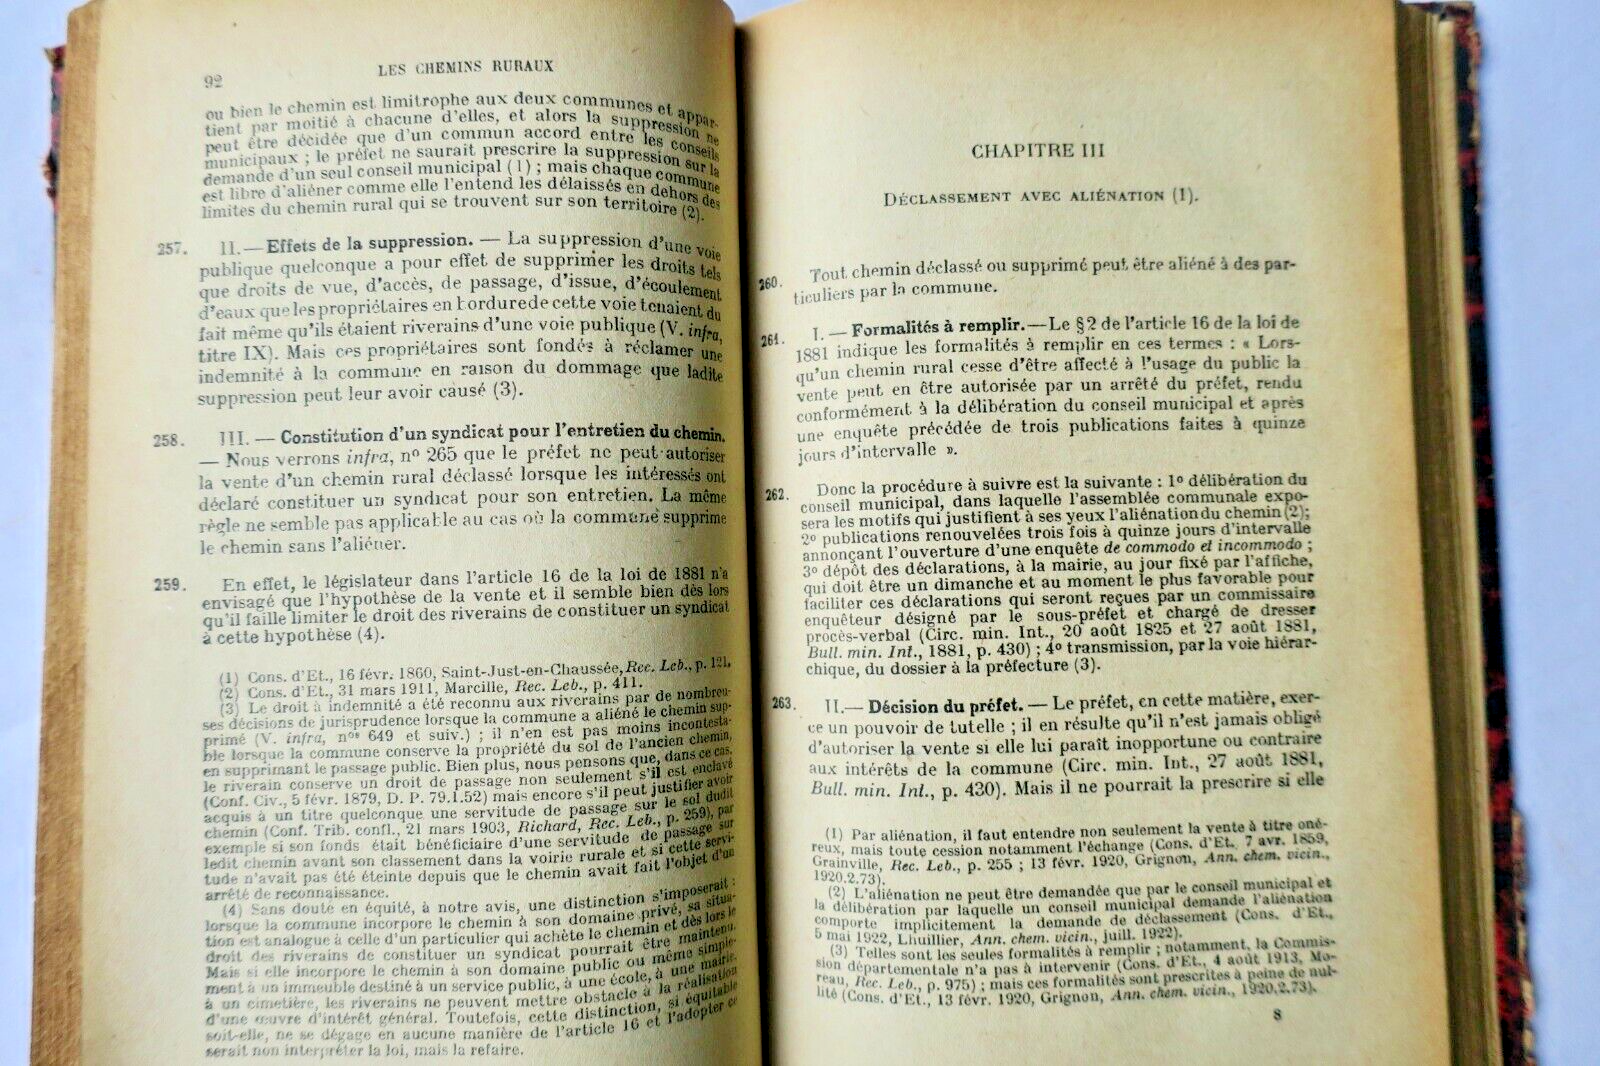 92
LES CHEMINS RURAUX
ou bien le chemin est limitrophe aux deux communes et appar-
tient par moitié à chacune d'elles, et alors la suppression ne
peut être décidée que d'un commun accord entre les conseils
municipaux ; le préfet ne saurait prescrire la suppression sur la
demande d'un seul conseil municipal (1) ; mais chaque commune
est libre d'aliéner comme elle l'entend les délaissés en dehors des
limites du chemin rural qui se trouvent sur son territoire (2).
257. II. — Effets de la suppression. — La suppression d'une voie
publique quelconque a pour effet de supprimer les droits tels
que droits de vue, d'accès, de passage, d'issue, d'écoulement
d'eaux que les propriétaires en bordure de cette voie tenaient du
fait même qu'ils étaient riverains d'une voie publique (V. infra,
titre IX). Mais ces propriétaires sont fondés à réclamer une
indemnité à la commune en raison du dommage que ladite
suppression peut leur avoir causé (3).
258. III. — Constitution d'un syndicat pour l'entretien du chemin.
— Nous verrons infra, n° 265 que le préfet ne peut autoriser
la vente d'un chemin rural déclassé lorsque les intéressés ont
déclaré constituer un syndicat pour son entretien. La même
règle ne semble pas applicable au cas où la commune supprime
le chemin sans l'aliéner.
259. En effet, le législateur dans l'article 16 de la loi de 1881 n'a
envisagé que l'hypothèse de la vente et il semble bien dès lors
qu'il faille limiter le droit des riverains de constituer un syndicat
à cette hypothèse (4).
(1) Cons. d'Et., 16 févr. 1860, Saint-Just-en-Chaussée, Rec. Leb., p. 121.
(2) Cons. d'Et., 31 mars 1911, Marcille, Rec. Leb., p. 411.
(3) Le droit à indemnité a été reconnu aux riverains par de nombreu-
ses décisions de jurisprudence lorsque la commune a aliéné le chemin sup-
primé (V. infra, nos 649 et suiv.) ; il n'en est pas moins incontesta-
ble lorsque la commune conserve la propriété du sol de l'ancien chemin,
en supprimant le passage public. Bien plus, nous pensons que, dans ce cas,
le riverain conserve un droit de passage non seulement s'il est enclavé
(Conf. Civ., 5 févr. 1879, D. P. 79.1.52) mais encore s'il peut justifier avoir
acquis à un titre quelconque une servitude de passage sur le sol dudit
chemin (Conf. Trib. confl., 21 mars 1903, Richard, Rec. Leb., p. 259), par
exemple si son fonds était bénéficiaire d'une servitude de passage sur
ledit chemin avant son classement dans la voirie rurale et si cette servi-
tude n'avait pas été éteinte depuis que le chemin avait fait l'objet d'un
arrêté de reconnaissance.
(4) Sans doute en équité, à notre avis, une distinction s'imposerait :
lorsque la commune incorpore le chemin à son domaine privé, sa situa-
tion est analogue à celle d'un particulier qui achète le chemin et dès lors le
droit des riverains de constituer un syndicat pourrait être maintenu.
Mais si elle incorpore le chemin à son domaine public ou même simple-
ment à un immeuble destiné à un service public, à une école, à une mairie,
à un cimetière, les riverains ne peuvent mettre obstacle à la réalisation
d'une œuvre d'intérêt général. Toutefois, cette distinction, si équitable
soit-elle, ne se dégage en aucune manière de l'article 16 et l'adopter ce
serait non interpréter la loi, mais la refaire.
CHAPITRE III
DÉCLASSEMENT AVEC ALIÉNATION (1).
260. Tout chemin déclassé ou supprimé peut être aliéné à des par-
ticuliers par la commune.
261. I. — Formalités à remplir. — Le § 2 de l'article 16 de la loi de
1881 indique les formalités à remplir en ces termes : « Lors-
qu'un chemin rural cesse d'être affecté à l'usage du public la
vente peut en être autorisée par un arrêté du préfet, rendu
conformément à la délibération du conseil municipal et après
une enquête précédée de trois publications faites à quinze
jours d'intervalle ».
262. Donc la procédure à suivre est la suivante : 1° délibération du
conseil municipal, dans laquelle l'assemblée communale expo-
sera les motifs qui justifient à ses yeux l'aliénation du chemin (2);
2° publications renouvelées trois fois à quinze jours d'intervalle
annonçant l'ouverture d'une enquête de commodo et incommodo ;
3° dépôt des déclarations, à la mairie, au jour fixé par l'affiche,
qui doit être un dimanche et au moment le plus favorable pour
faciliter ces déclarations qui seront reçues par un commissaire
enquêteur désigné par le sous-préfet et chargé de dresser
procès-verbal (Circ. min. Int., 20 août 1825 et 27 août 1881,
Bull. min. Int., 1881, p. 430) ; 4° transmission, par la voie hiérar-
chique, du dossier à la préfecture (3).
263. II. — Décision du préfet. — Le préfet, en cette matière, exer-
ce un pouvoir de tutelle ; il en résulte qu'il n'est jamais obligé
d'autoriser la vente si elle lui paraît inopportune ou contraire
aux intérêts de la commune (Circ. min. Int., 27 août 1881,
Bull. min. Int., p. 430). Mais il ne pourrait la prescrire si elle
(1) Par aliénation, il faut entendre non seulement la vente à titre oné-
reux, mais toute cession notamment l'échange (Cons. d'Et. 7 avr. 1859,
Grainville, Rec. Leb., p. 255 ; 13 févr. 1920, Grignon, Ann. chem. vicin.,
1920.2.73).
(2) L'aliénation ne peut être demandée que par le conseil municipal et
la délibération par laquelle un conseil municipal demande l'aliénation
comporte implicitement la demande de déclassement (Cons. d'Et.,
5 mai 1922, Lhuillier, Ann. chem. vicin., juill. 1922).
(3) Telles sont les seules formalités à remplir ; notamment, la Commis-
sion départementale n'a pas à intervenir (Cons. d'Et., 4 août 1913, Mo-
reau, Rec. Leb., p. 975) ; mais ces formalités sont prescrites à peine de nul-
lité (Cons. d'Et., 13 févr. 1920, Grignon, Ann. chem. vicin., 1920.2.73).
8